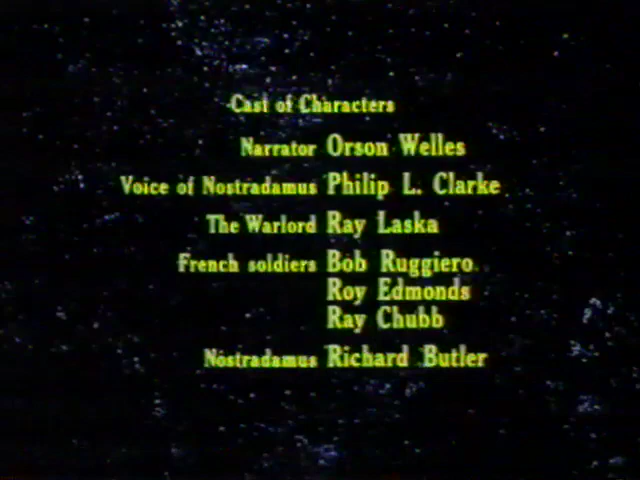 Cast of Characters
Narrator Orson Welles
Voice of Nostradamus Philip L. Clarke
The Warlord Ray Laska
French soldiers Bob Ruggiero
Roy Edmonds
Ray Chubb
Nostradamus Richard Butler